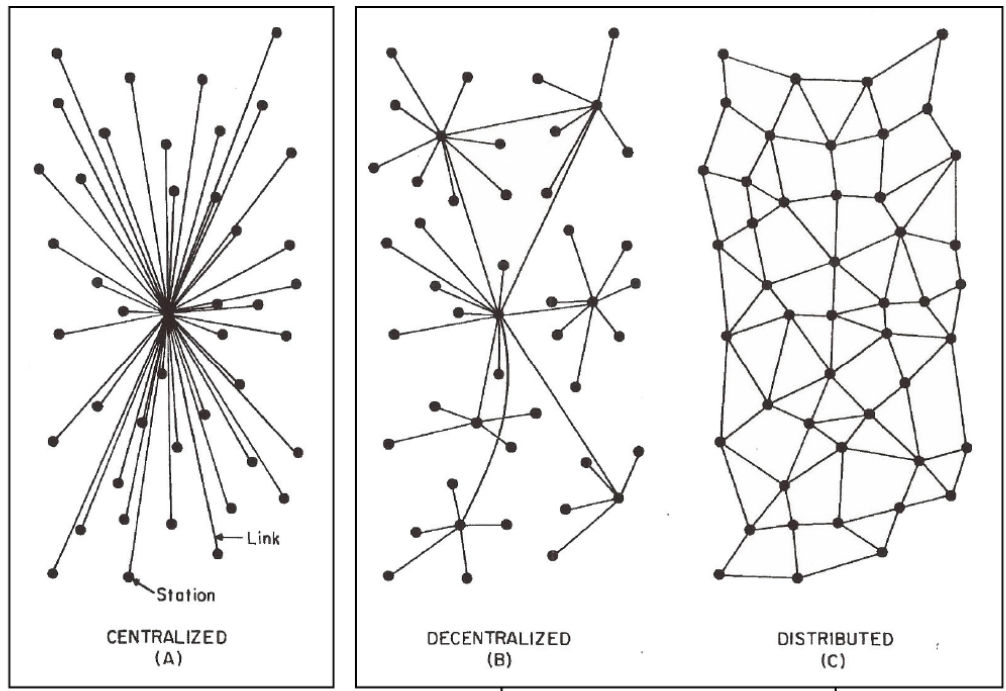 Link
Station
CENTRALIZED
(A)
DECENTRALIZED
(B)
DISTRIBUTED
(C)